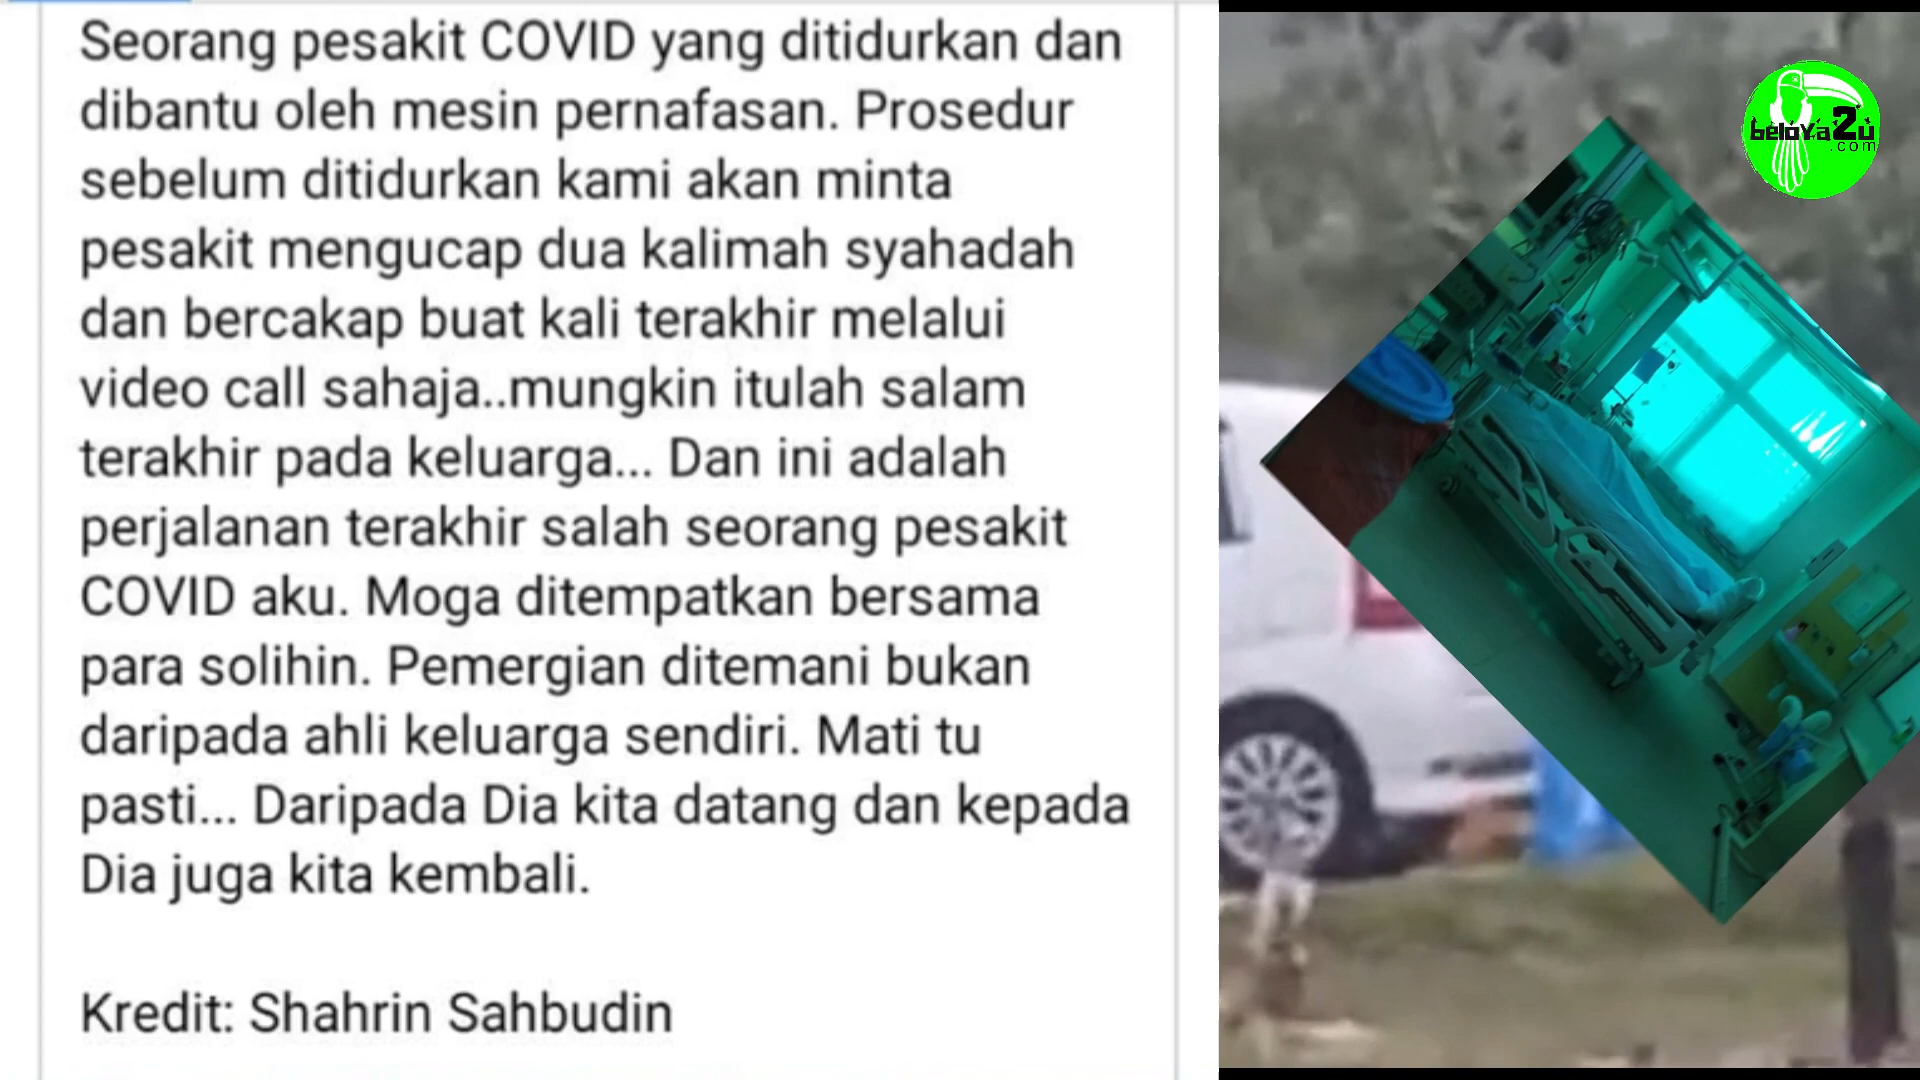 Seorang pesakit COVID yang ditidurkan dan
dibantu oleh mesin pernafasan. Prosedur
sebelum ditidurkan kami akan minta
pesakit mengucap dua kalimah syahadah
dan bercakap buat kali terakhir melalui
video call sahaja..mungkin itulah salam
terakhir pada keluarga... Dan ini adalah
perjalanan terakhir salah seorang pesakit
COVID aku. Moga ditempatkan bersama
para solihin. Pemergian ditemani bukan
daripada ahli keluarga sendiri. Mati tu
pasti... Daripada Dia kita datang dan kepada
Dia juga kita kembali.
Kredit: Shahrin Sahbudin
beloYa2u
.com